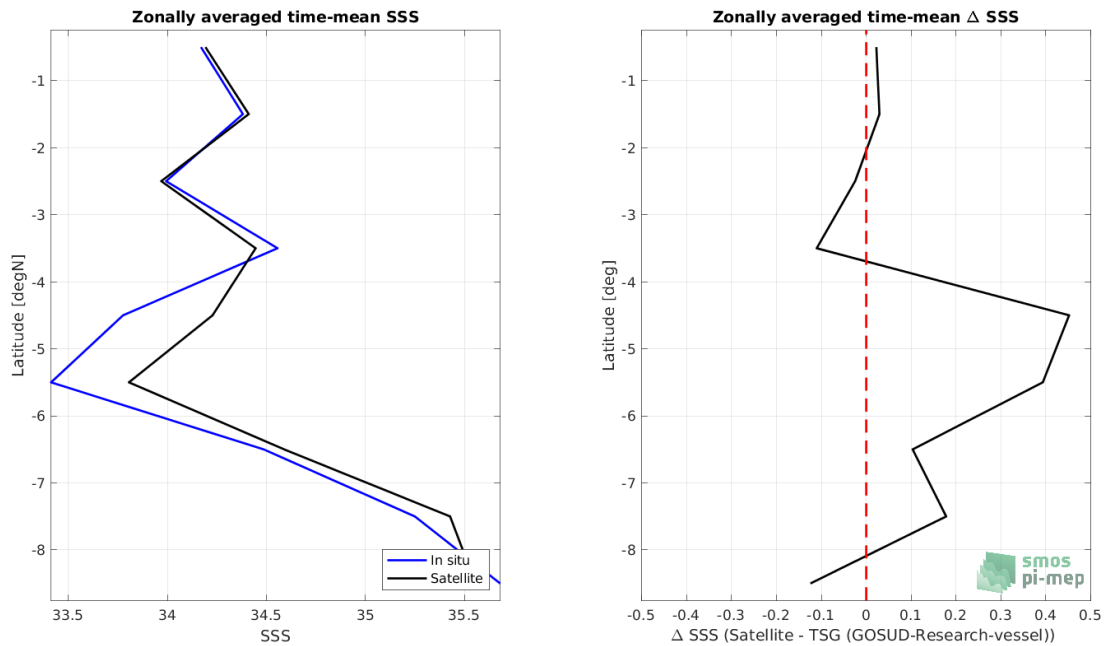 Zonally averaged time-mean SSS
Latitude [degN]
-1
-2
-3
-4
-5
-6
-7
-8
33.5 34 34.5 35 35.5
SSS
In situ
Satellite
Zonally averaged time-mean Δ SSS
Latitude [deg]
-1
-2
-3
-4
-5
-6
-7
-8
-0.5 -0.4 -0.3 -0.2 -0.1 0 0.1 0.2 0.3 0.4 0.5
Δ SSS (Satellite - TSG (GOSUD-Research-vessel))
smos
pi-mep